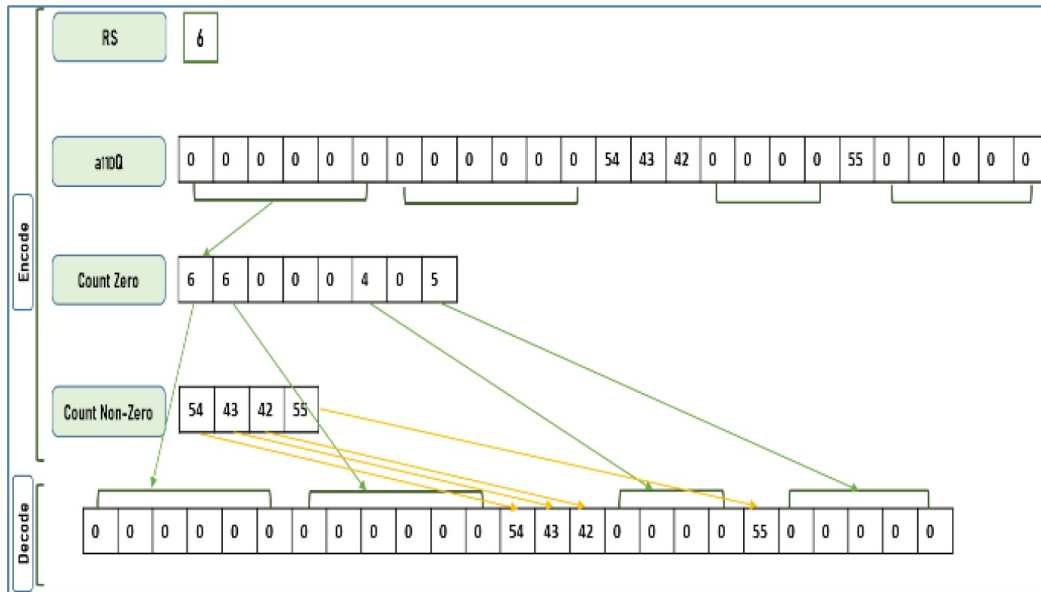 RS 6
a11DQ 0 0 0 0 0 0 0 0 0 0 0 0 54 43 42 0 0 0 0 55 0 0 0 0 0
Encode
Count Zero 6 6 0 0 0 4 0 5
Count Non-Zero 54 43 42 55
Decode
0 0 0 0 0 0 0 0 0 0 0 0 54 43 42 0 0 0 0 55 0 0 0 0 0